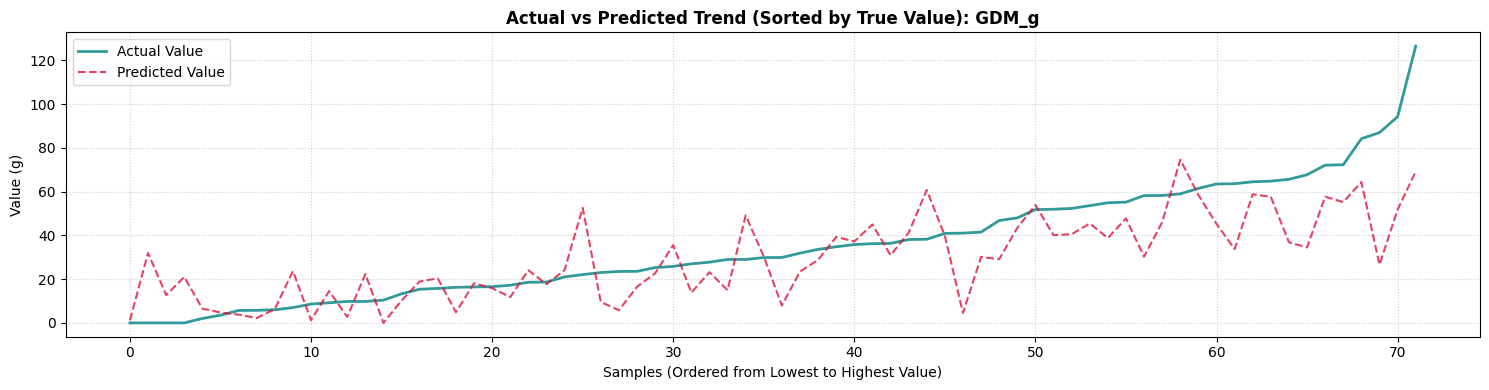 Actual vs Predicted Trend (Sorted by True Value): GDM_g
Actual Value
Predicted Value
Value (g)
120
100
80
60
40
20
0
0 10 20 30 40 50 60 70
Samples (Ordered from Lowest to Highest Value)